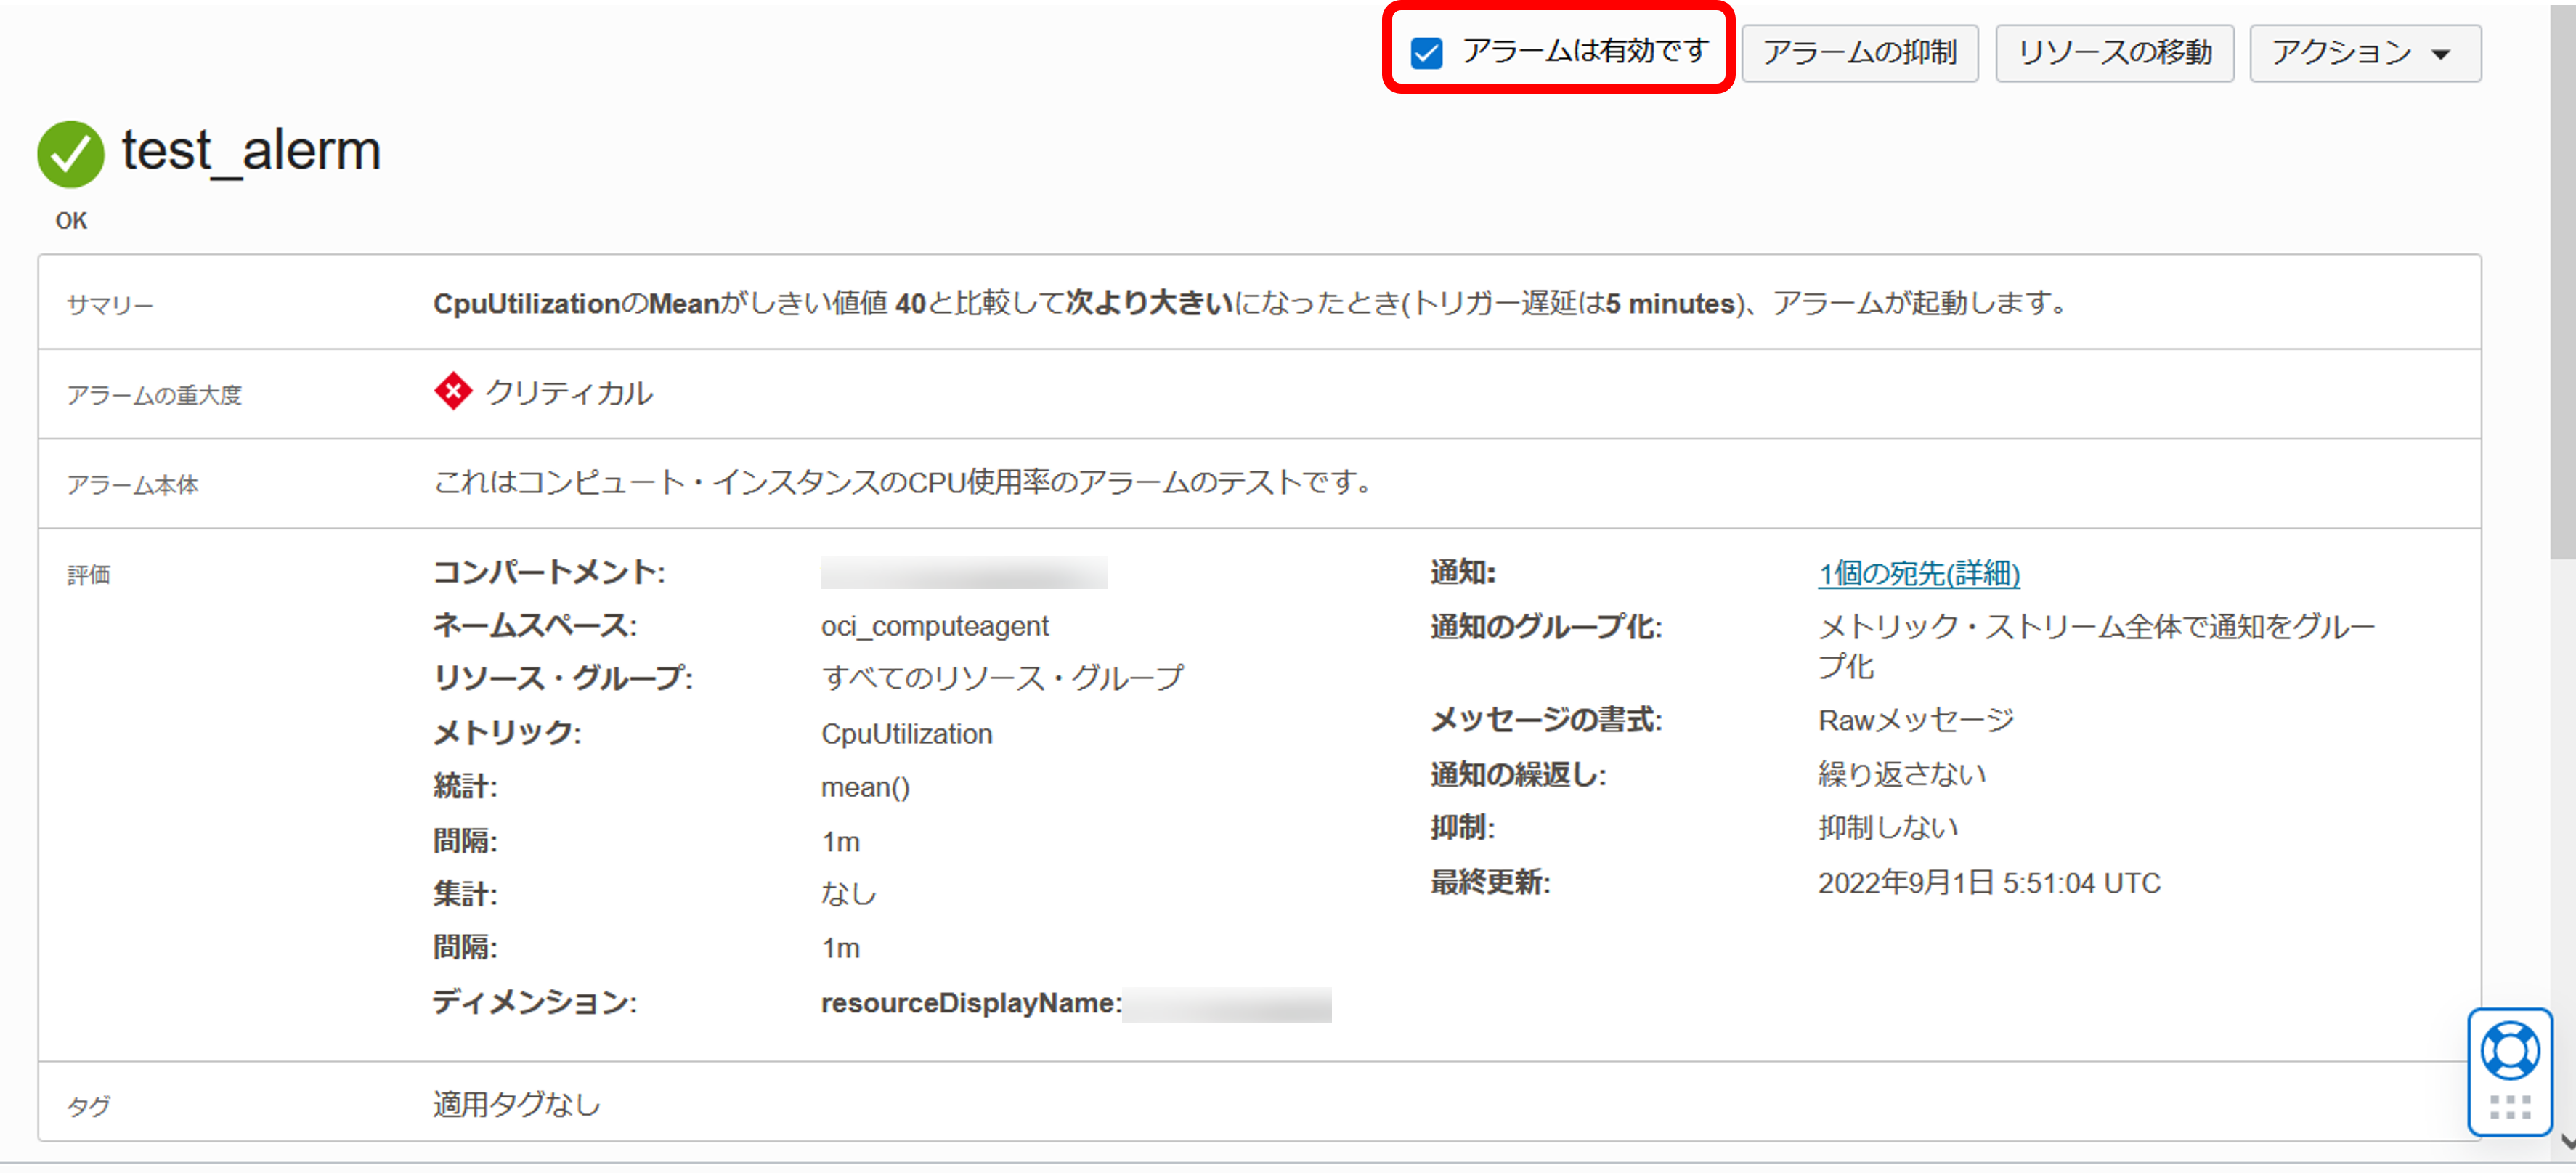 アラームは有効です アラームの抑制 リソースの移動 アクション
test_alerm
OK
サマリー CpuUtilizationのMeanがしきい値値 40と比較して次より大きいになったとき(トリガー遅延は5 minutes)、アラームが起動します。
アラームの重大度 クリティカル
アラーム本体 これはコンピュート・インスタンスのCPU使用率のアラームのテストです。
評価
コンパートメント:
ネームスペース: oci_computeagent
リソース・グループ: すべてのリソース・グループ
メトリック: CpuUtilization
統計: mean()
間隔: 1m
集計: なし
間隔: 1m
ディメンション: resourceDisplayName:
通知: 1個の宛先(詳細)
通知のグループ化: メトリック・ストリーム全体で通知をグルー
プ化
メッセージの書式: Rawメッセージ
通知の繰返し: 繰り返さない
抑制: 抑制しない
最終更新: 2022年9月1日 5:51:04 UTC
タグ 適用タグなし